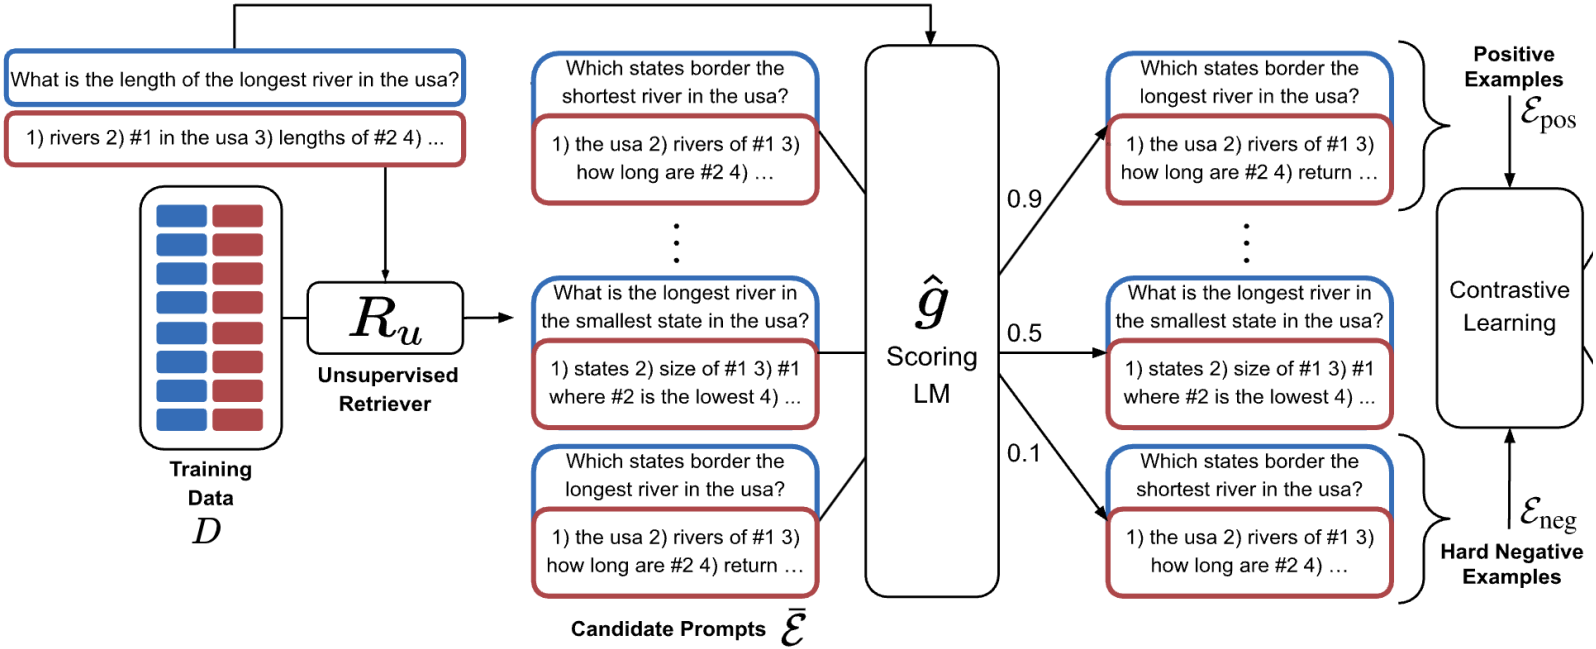 What is the length of the longest river in the usa?
1) rivers 2) #1 in the usa 3) lengths of #2 4) ...
Training
Data
D
R_u
Unsupervised
Retriever
Which states border the
shortest river in the usa?
1) the usa 2) rivers of #1 3)
how long are #2 4) …
⋮
What is the longest river in
the smallest state in the usa?
1) states 2) size of #1 3) #1
where #2 is the lowest 4) ...
Which states border the
longest river in the usa?
1) the usa 2) rivers of #1 3)
how long are #2 4) return …
Candidate Prompts ℰ̄
ĝ
Scoring
LM
0.9
0.5
0.1
Which states border the
longest river in the usa?
1) the usa 2) rivers of #1 3)
how long are #2 4) return …
⋮
What is the longest river in
the smallest state in the usa?
1) states 2) size of #1 3) #1
where #2 is the lowest 4) ...
Which states border the
shortest river in the usa?
1) the usa 2) rivers of #1 3)
how long are #2 4) …
Positive
Examples
ℰ_pos
Contrastive
Learning
ℰ_neg
Hard Negative
Examples